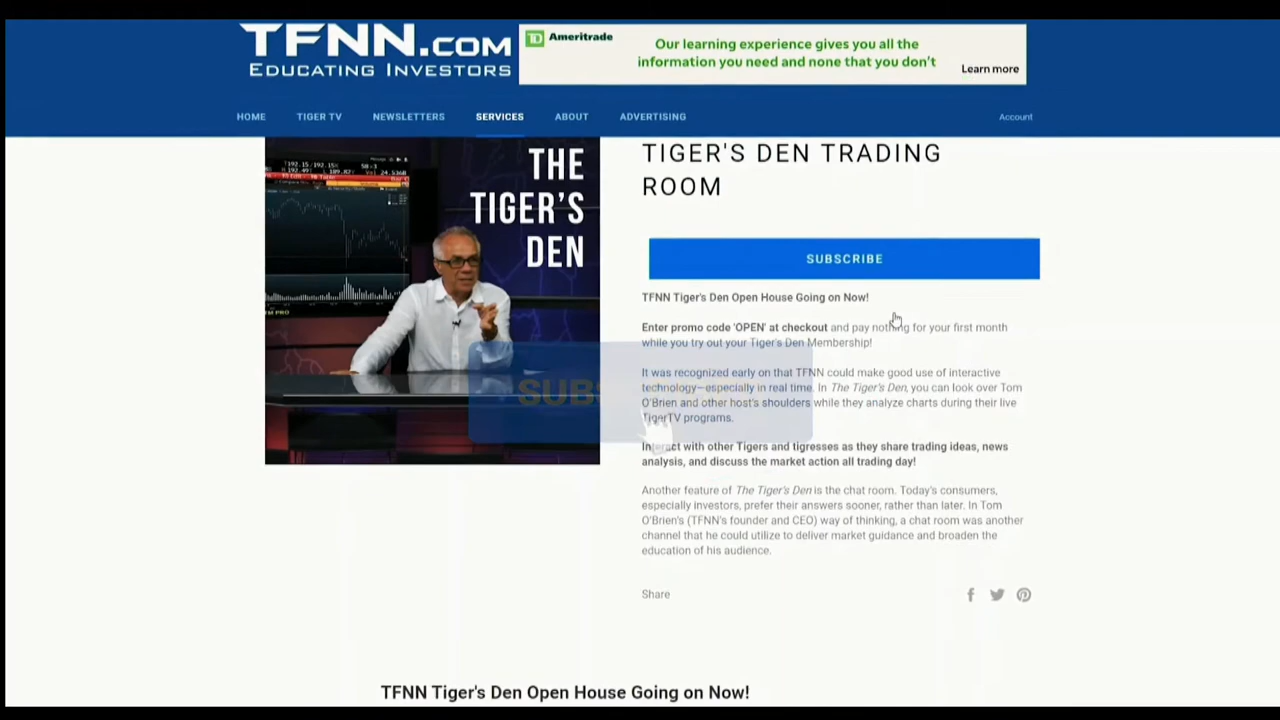 TFNN.COM
EDUCATING INVESTORS
TD Ameritrade
Our learning experience gives you all the
information you need and none that you don't
Learn more
HOME TIGER TV NEWSLETTERS SERVICES ABOUT ADVERTISING Account
THE
TIGER'S
DEN
TIGER'S DEN TRADING
ROOM
SUBSCRIBE
TFNN Tiger's Den Open House Going on Now!
Enter promo code 'OPEN' at checkout and pay nothing for your first month
while you try out your Tiger's Den Membership!
It was recognized early on that TFNN could make good use of interactive
technology—especially in real time. In The Tiger's Den, you can look over Tom
O'Brien and other host's shoulders while they analyze charts during their live
TigerTV programs.
Interact with other Tigers and tigresses as they share trading ideas, news
analysis, and discuss the market action all trading day!
Another feature of The Tiger's Den is the chat room. Today's consumers,
especially investors, prefer their answers sooner, rather than later. In Tom
O'Brien's (TFNN's founder and CEO) way of thinking, a chat room was another
channel that he could utilize to deliver market guidance and broaden the
education of his audience.
Share
TFNN Tiger's Den Open House Going on Now!